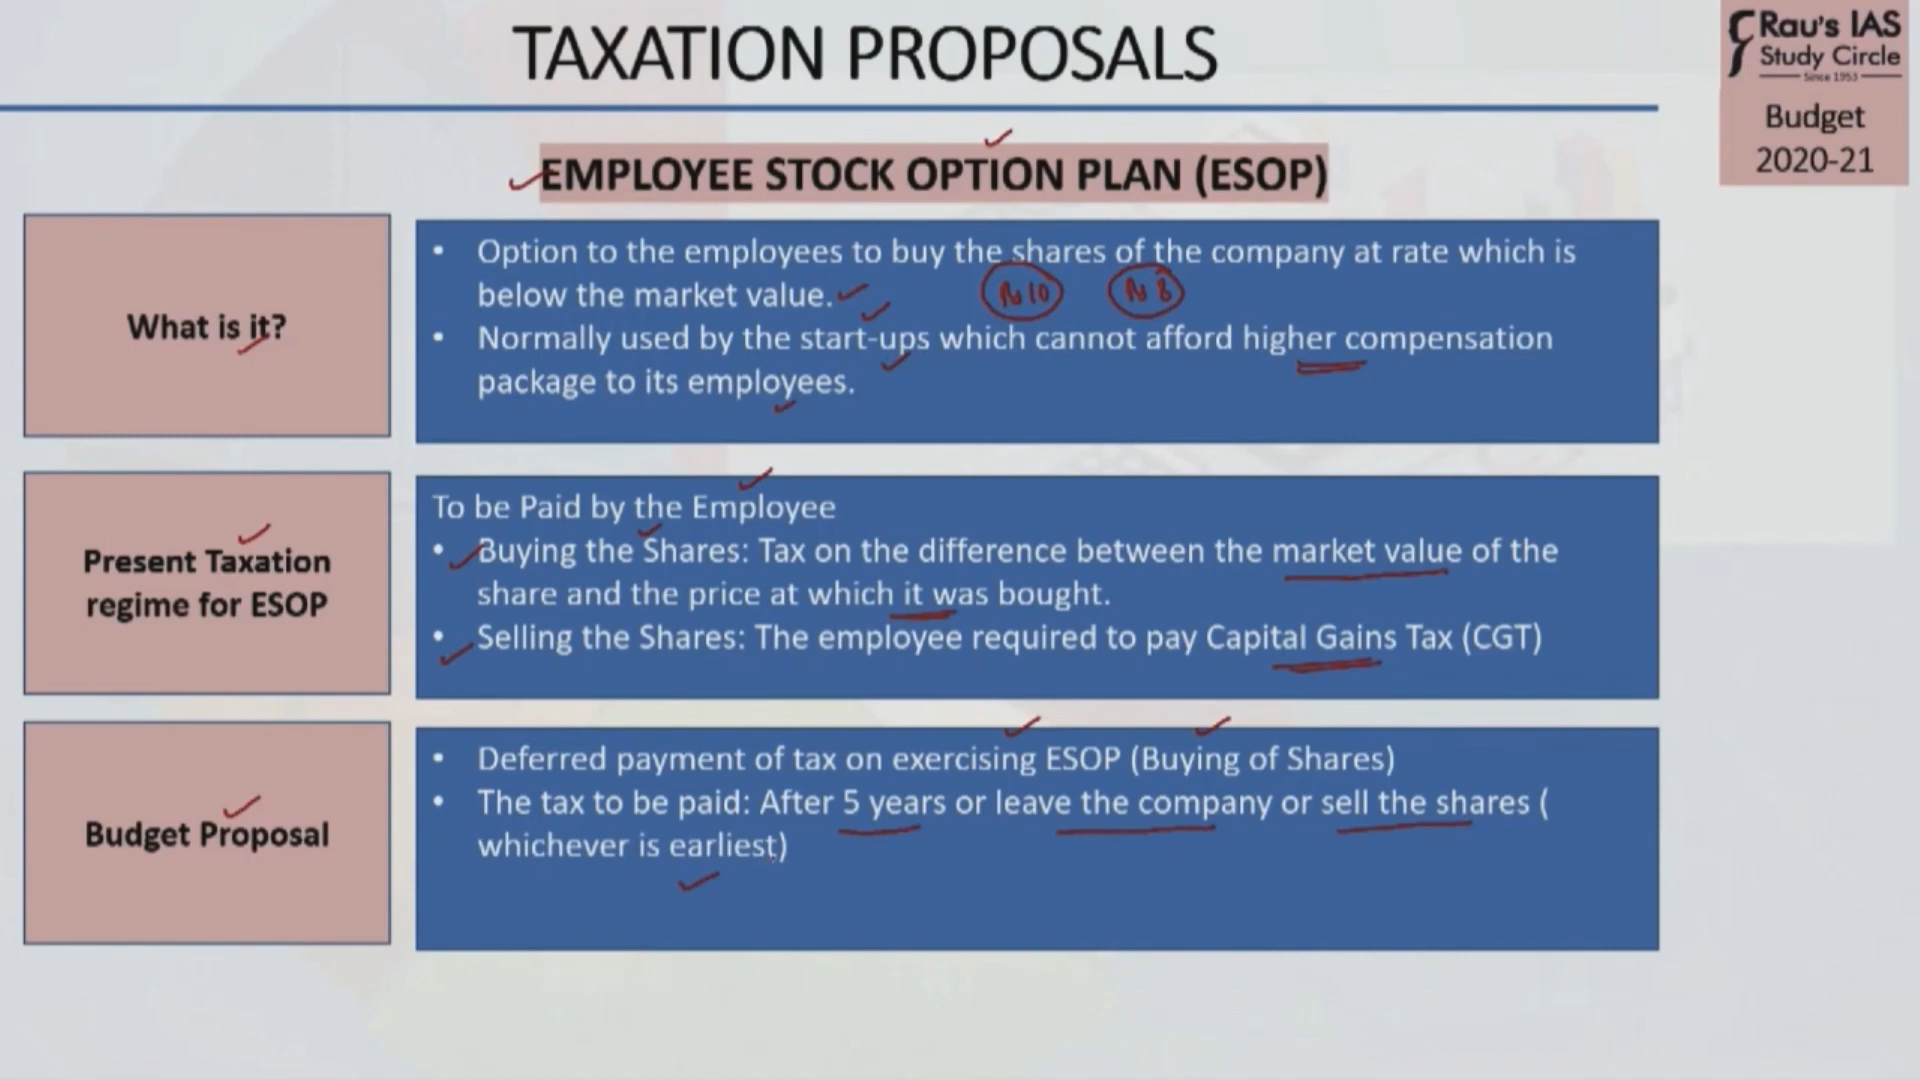 TAXATION PROPOSALS
Rau's IAS
Study Circle
Since 1953
Budget
2020-21
EMPLOYEE STOCK OPTION PLAN (ESOP)
What is it?
• Option to the employees to buy the shares of the company at rate which is
below the market value.
Rs 10 Rs 8
• Normally used by the start-ups which cannot afford higher compensation
package to its employees.
Present Taxation
regime for ESOP
To be Paid by the Employee
• Buying the Shares: Tax on the difference between the market value of the
share and the price at which it was bought.
• Selling the Shares: The employee required to pay Capital Gains Tax (CGT)
Budget Proposal
• Deferred payment of tax on exercising ESOP (Buying of Shares)
• The tax to be paid: After 5 years or leave the company or sell the shares (
whichever is earliest)